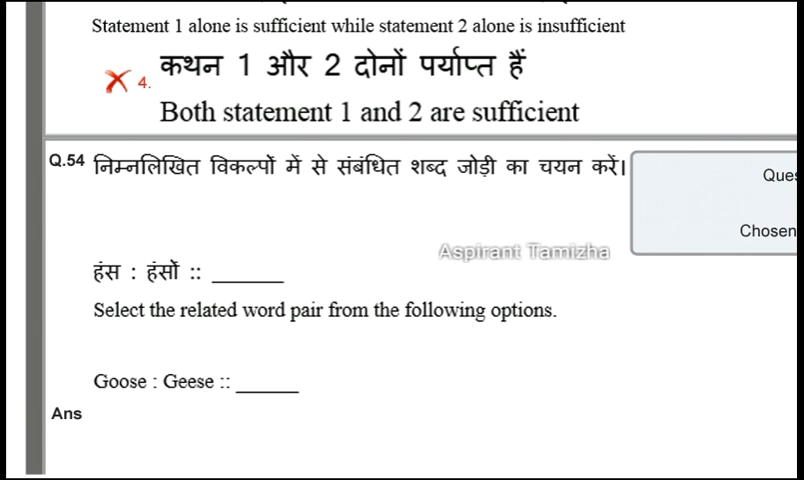 Statement 1 alone is sufficient while statement 2 alone is insufficient
कथन 1 और 2 दोनों पर्याप्त हैं
4.
Both statement 1 and 2 are sufficient
Q.54 निम्नलिखित विकल्पों में से संबंधित शब्द जोड़ी का चयन करें।
Ques
Chosen
Aspirant Tamizha
हंस : हंसों :: ______
Select the related word pair from the following options.
Goose : Geese :: ______
Ans